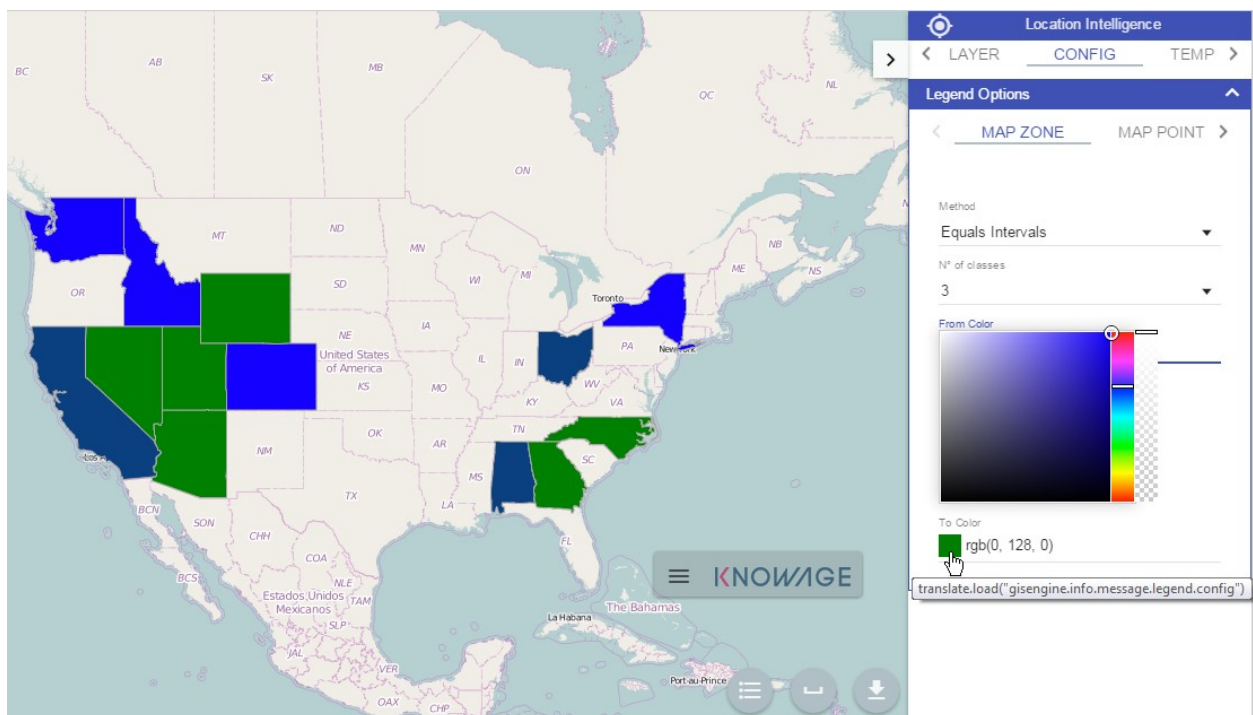 BC
AB
SK
MB
ON
QC
NL
NB
NS
ME
MT
ND
MN
SD
WI
MI
OR
Toronto
NE
IA
IL
IN
PA
New York
United States
of America
KS
MO
WV
KY
VA
OK
AR
TN
SC
NM
MS
TX
LA
FL
BCN
SON
CHH
COA
BCS
NLE
Estados Unidos
Mexicanos
TAM
SLP
JAL
VER
OAX
CHP
La Habana
The Bahamas
Port-au-Prince
KNOWAGE
Location Intelligence
LAYER CONFIG TEMP
Legend Options
MAP ZONE MAP POINT
Method
Equals Intervals
N° of classes
3
From Color
To Color
rgb(0, 128, 0)
translate.load("gisengine.info.message.legend.config")